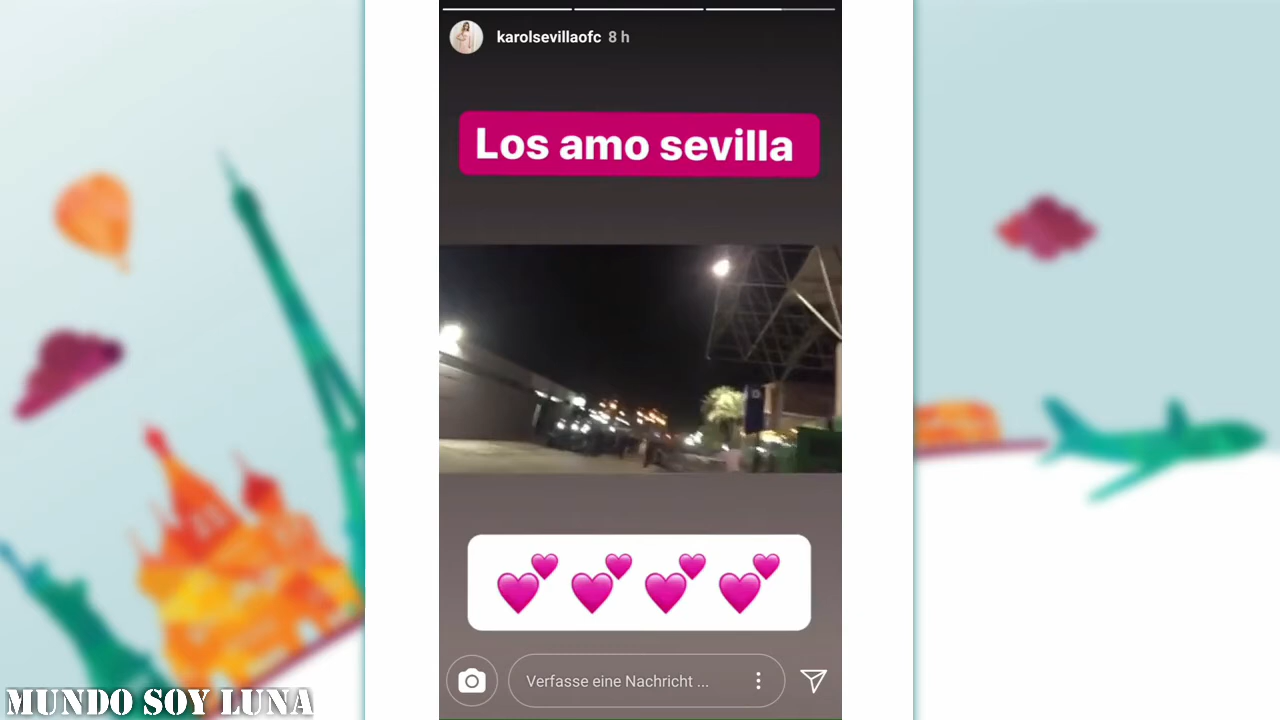 karolsevillaofc 8 h
Los amo sevilla
Verfasse eine Nachricht ...
MUNDO SOY LUNA